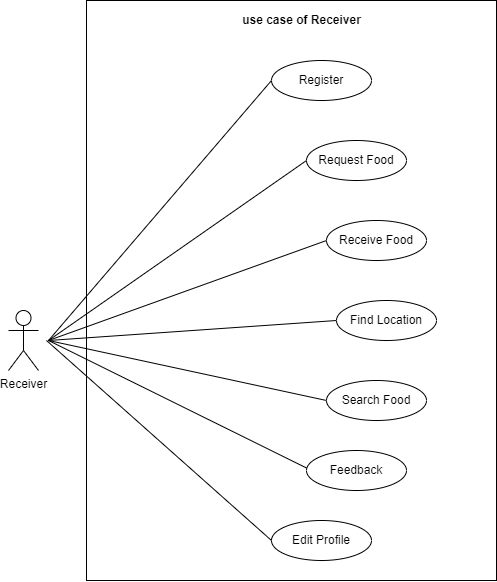 use case of Receiver
Register
Request Food
Receive Food
Find Location
Receiver
Search Food
Feedback
Edit Profile